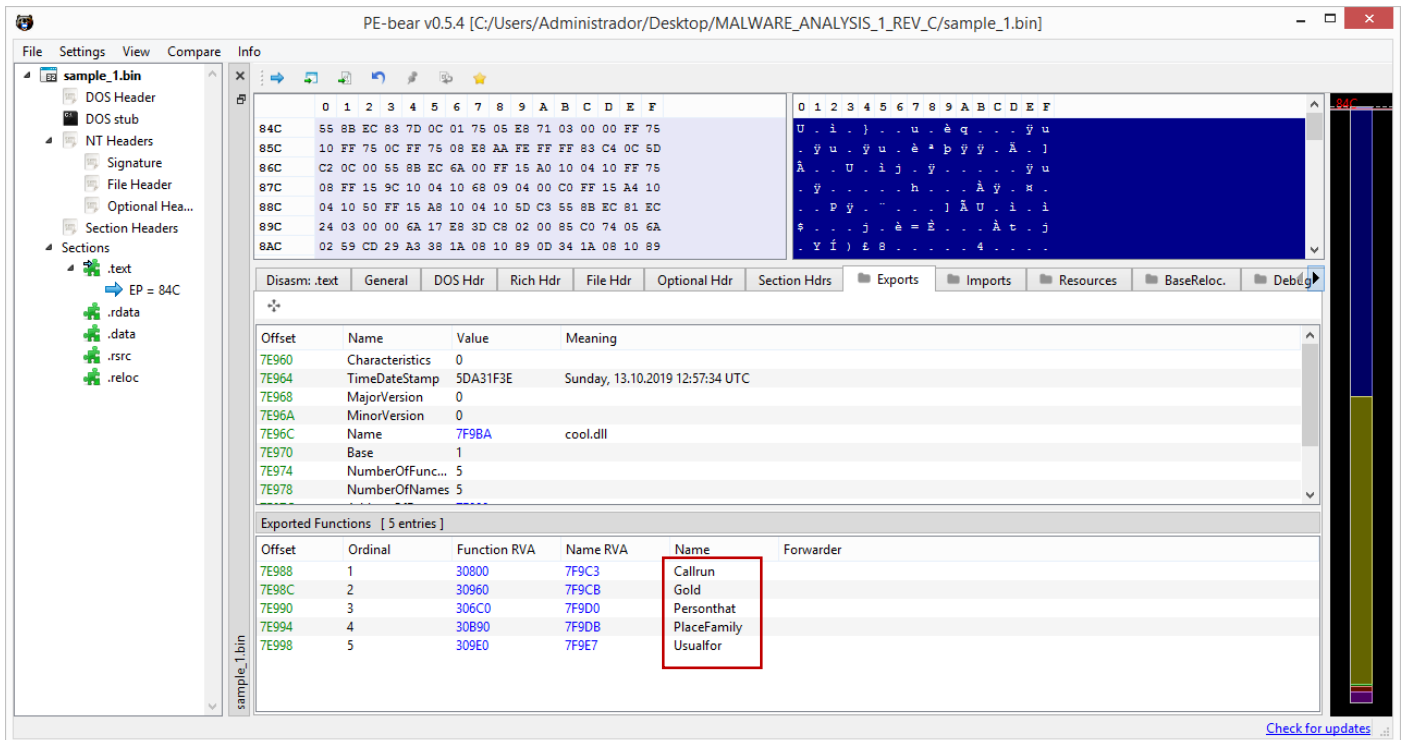 PE-bear v0.5.4 [C:/Users/Administrador/Desktop/MALWARE_ANALYSIS_1_REV_C/sample_1.bin]
File Settings View Compare Info
sample_1.bin
DOS Header
DOS stub
NT Headers
Signature
File Header
Optional Hea...
Section Headers
Sections
.text
EP = 84C
.rdata
.data
.rsrc
.reloc
sample_1.bin
0 1 2 3 4 5 6 7 8 9 A B C D E F 0 1 2 3 4 5 6 7 8 9 A B C D E F
84C 55 8B EC 83 7D 0C 01 75 05 E8 71 03 00 00 FF 75 U . ì . } . . u . è q . . . ÿ u
85C 10 FF 75 0C FF 75 08 E8 AA FE FF FF 83 C4 0C 5D . ÿ u . ÿ u . è ª þ ÿ ÿ . Ä . ]
86C C2 0C 00 55 8B EC 6A 00 FF 15 A0 10 04 10 FF 75 Â . . U . ì j . ÿ . . . . ÿ u
87C 08 FF 15 9C 10 04 10 68 09 04 00 C0 FF 15 A4 10 . ÿ . . . . . h . . . À ÿ . ¤ .
88C 04 10 50 FF 15 A8 10 04 10 5D C3 55 8B EC 81 EC . . P ÿ . ¨ . . . ] Ã U . ì . ì
89C 24 03 00 00 6A 17 E8 3D C8 02 00 85 C0 74 05 6A $ . . . j . è = È . . . À t . j
8AC 02 59 CD 29 A3 38 1A 08 10 89 0D 34 1A 08 10 89 . Y Í ) £ 8 . . . . . 4 . . . .
84C
Disasm: .text General DOS Hdr Rich Hdr File Hdr Optional Hdr Section Hdrs Exports Imports Resources BaseReloc. Debug
Offset Name Value Meaning
7E960 Characteristics 0
7E964 TimeDateStamp 5DA31F3E Sunday, 13.10.2019 12:57:34 UTC
7E968 MajorVersion 0
7E96A MinorVersion 0
7E96C Name 7F9BA cool.dll
7E970 Base 1
7E974 NumberOfFunc... 5
7E978 NumberOfNames 5
Exported Functions [ 5 entries ]
Offset Ordinal Function RVA Name RVA Name Forwarder
7E988 1 30800 7F9C3 Callrun
7E98C 2 30960 7F9CB Gold
7E990 3 306C0 7F9D0 Personthat
7E994 4 30B90 7F9DB PlaceFamily
7E998 5 309E0 7F9E7 Usualfor
Check for updates